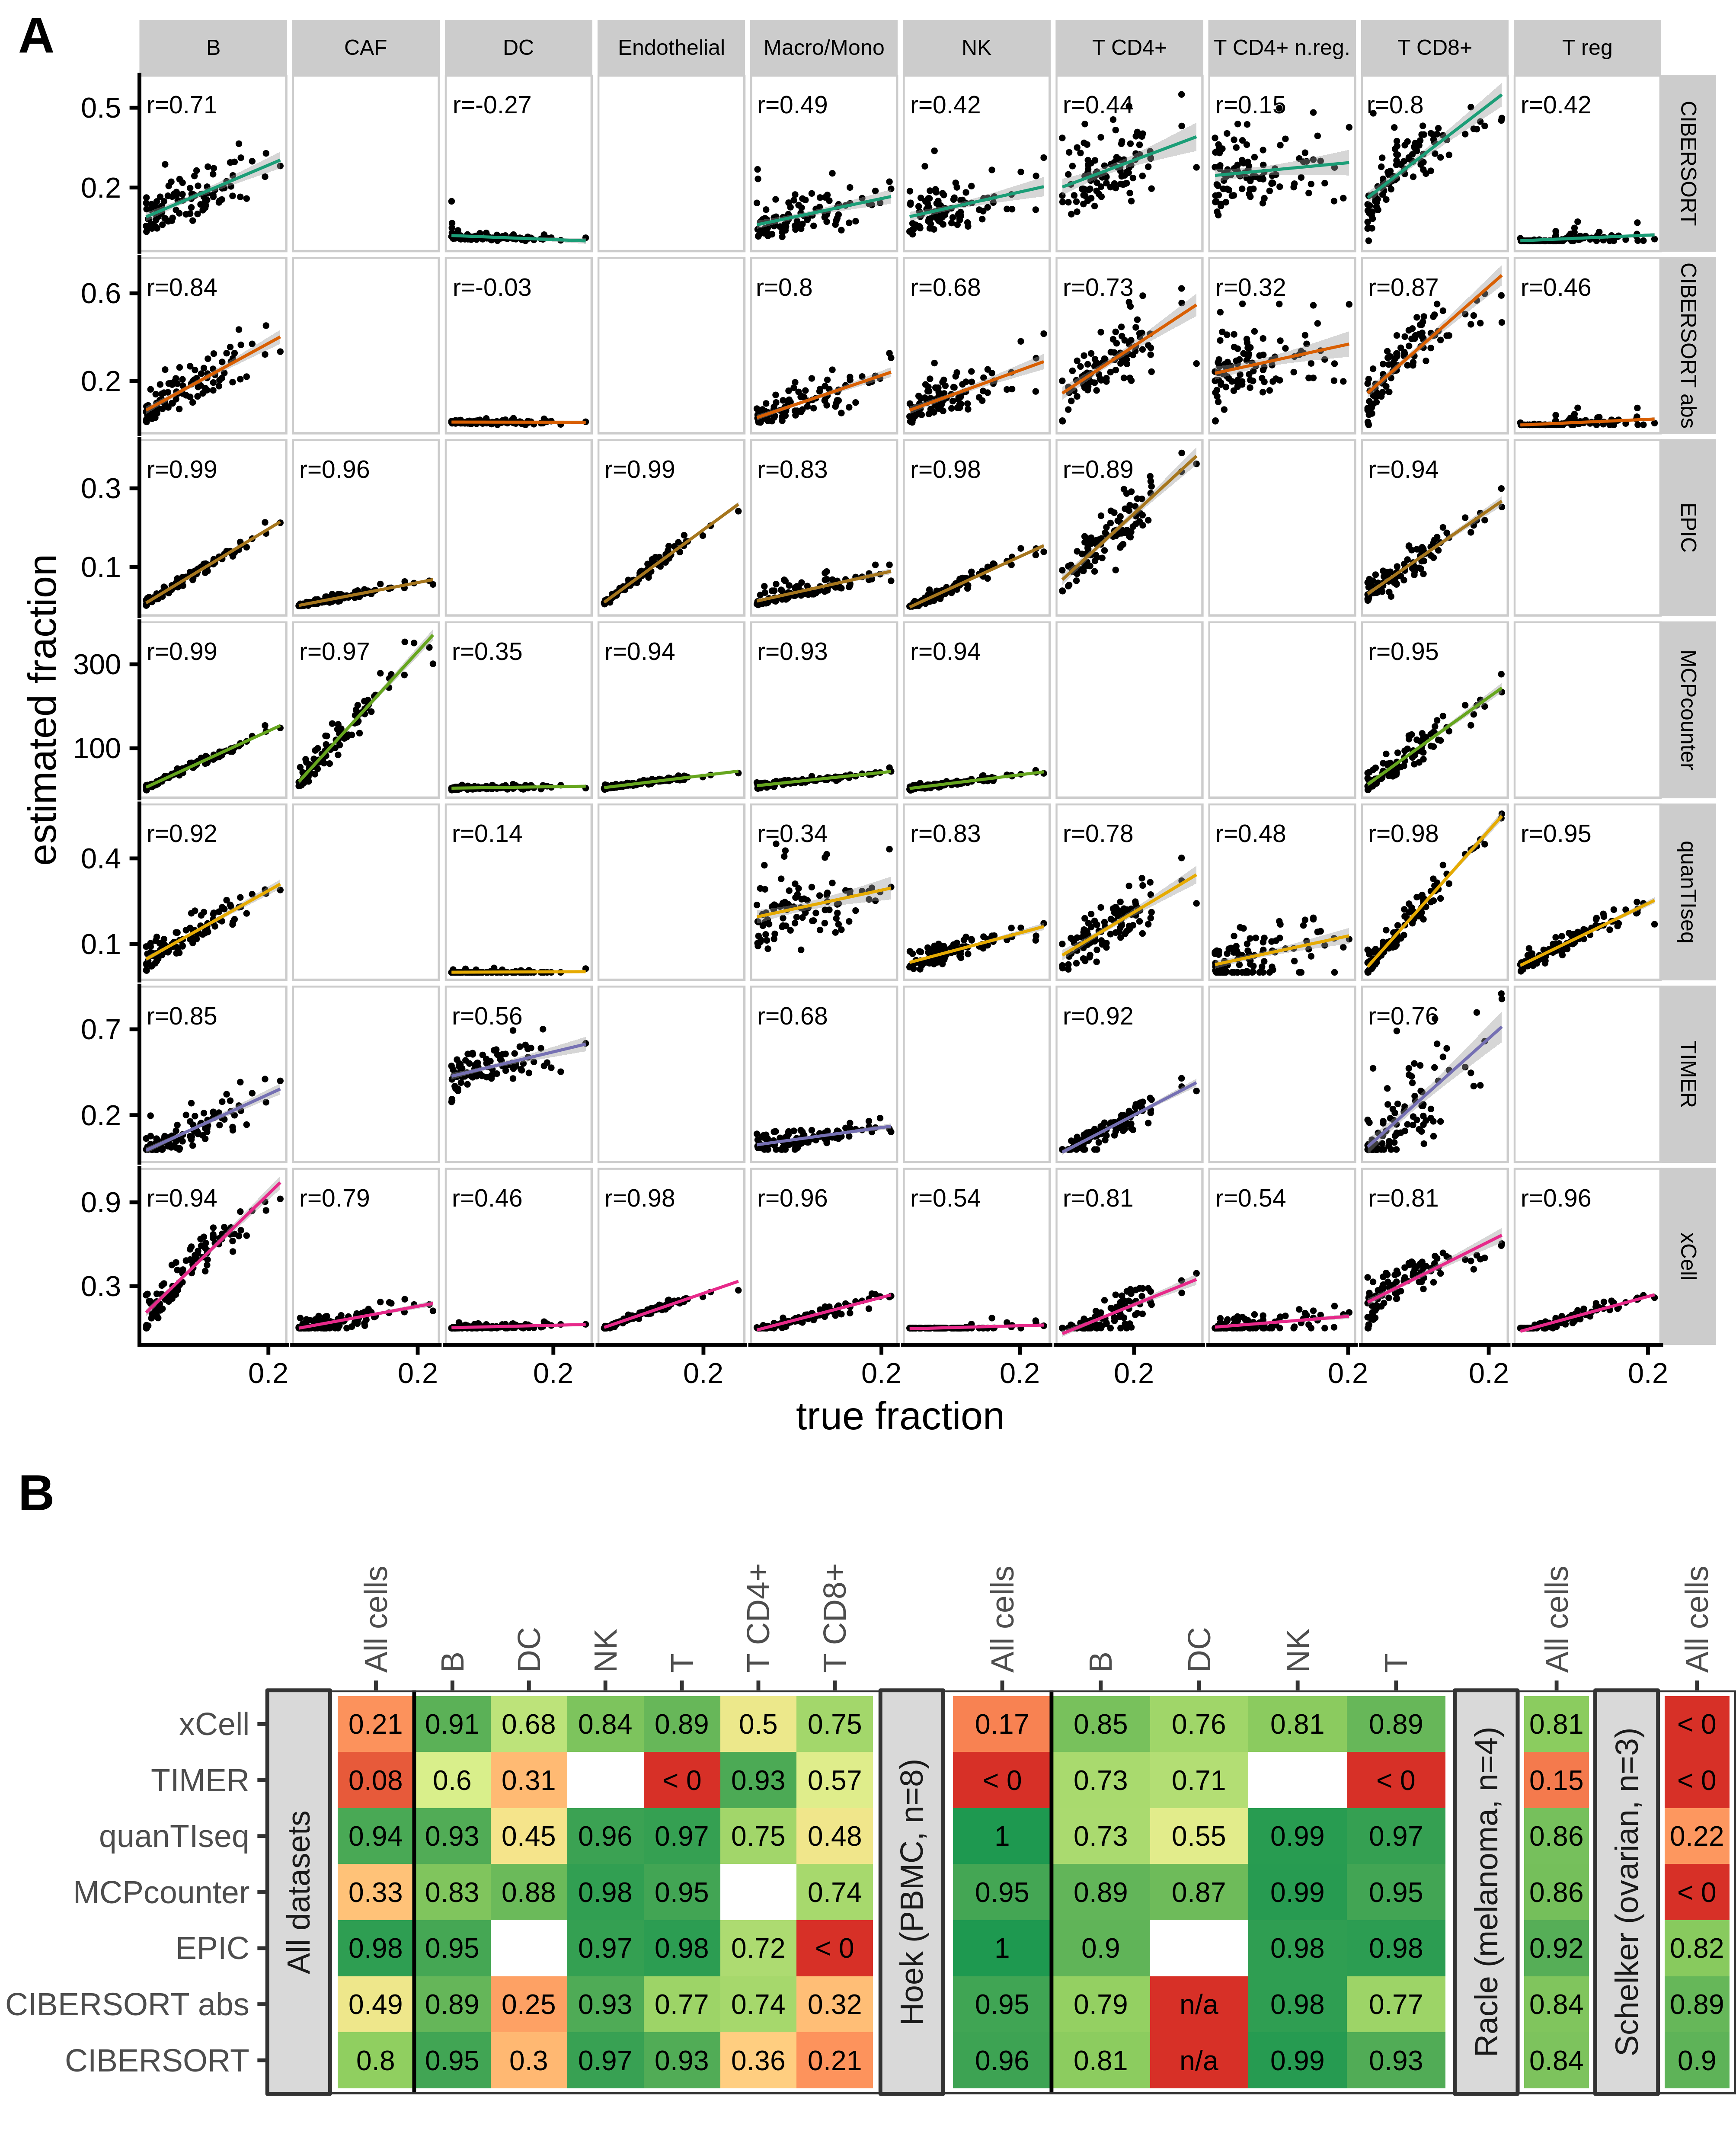 A
B CAF DC Endothelial Macro/Mono NK T CD4+ T CD4+ n.reg. T CD8+ T reg
0.5 r=0.71 r=-0.27 r=0.49 r=0.42 r=0.44 r=0.15 r=0.8 r=0.42 CIBERSORT
0.2
0.6 r=0.84 r=-0.03 r=0.8 r=0.68 r=0.73 r=0.32 r=0.87 r=0.46 CIBERSORT abs
0.2
r=0.99 r=0.96 r=0.99 r=0.83 r=0.98 r=0.89 r=0.94 EPIC
0.3
0.1
r=0.99 r=0.97 r=0.35 r=0.94 r=0.93 r=0.94 r=0.95 MCPcounter
300
100
r=0.92 r=0.14 r=0.34 r=0.83 r=0.78 r=0.48 r=0.98 r=0.95 quanTIseq
0.4
0.1
r=0.85 r=0.56 r=0.68 r=0.92 r=0.76 TIMER
0.7
0.2
0.9 r=0.94 r=0.79 r=0.46 r=0.98 r=0.96 r=0.54 r=0.81 r=0.54 r=0.81 r=0.96 xCell
0.3
estimated fraction
0.2 0.2 0.2 0.2 0.2 0.2 0.2 0.2 0.2 0.2
true fraction
B
All cells B DC NK T T CD4+ T CD8+ All cells B DC NK T All cells All cells
All datasets
Hoek (PBMC, n=8)
Racle (melanoma, n=4)
Schelker (ovarian, n=3)
xCell 0.21 0.91 0.68 0.84 0.89 0.5 0.75 0.17 0.85 0.76 0.81 0.89 0.81 < 0
TIMER 0.08 0.6 0.31 < 0 0.93 0.57 < 0 0.73 0.71 < 0 0.15 < 0
quanTIseq 0.94 0.93 0.45 0.96 0.97 0.75 0.48 1 0.73 0.55 0.99 0.97 0.86 0.22
MCPcounter 0.33 0.83 0.88 0.98 0.95 0.74 0.95 0.89 0.87 0.99 0.95 0.86 < 0
EPIC 0.98 0.95 0.97 0.98 0.72 < 0 1 0.9 0.98 0.98 0.92 0.82
CIBERSORT abs 0.49 0.89 0.25 0.93 0.77 0.74 0.32 0.95 0.79 n/a 0.98 0.77 0.84 0.89
CIBERSORT 0.8 0.95 0.3 0.97 0.93 0.36 0.21 0.96 0.81 n/a 0.99 0.93 0.84 0.9